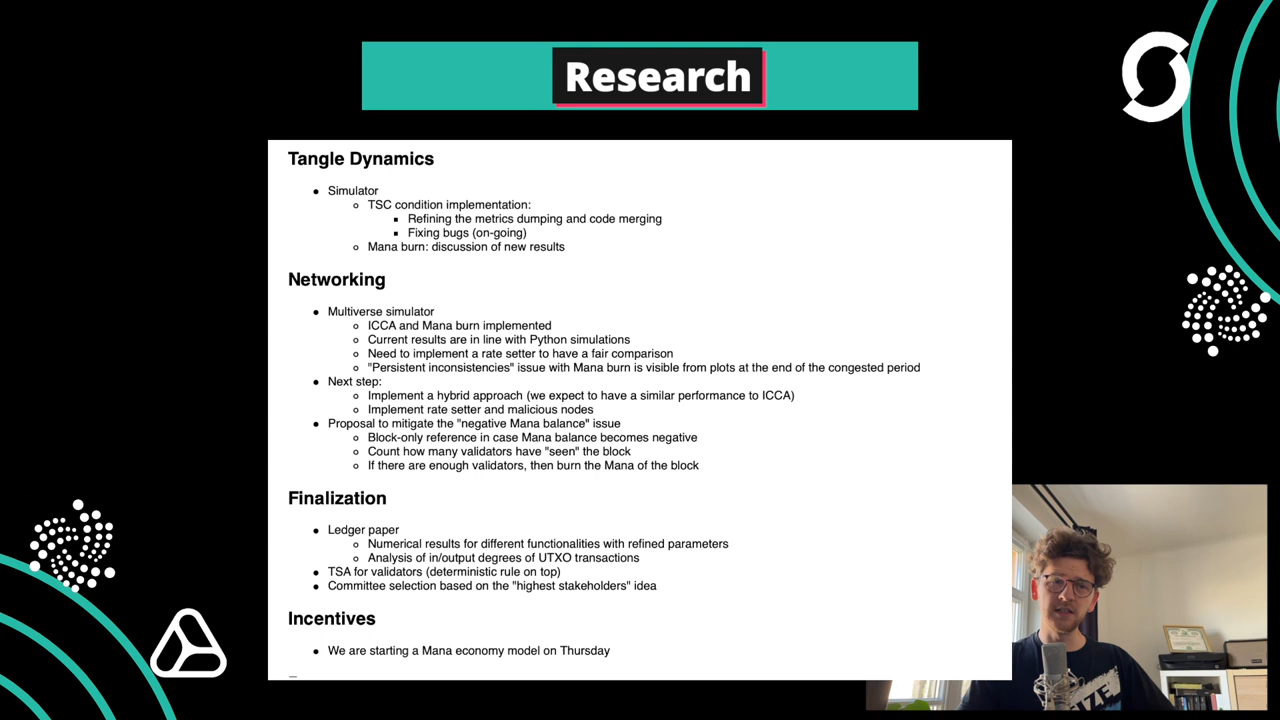 Research
Tangle Dynamics
• Simulator
○ TSC condition implementation:
▪ Refining the metrics dumping and code merging
▪ Fixing bugs (on-going)
○ Mana burn: discussion of new results
Networking
• Multiverse simulator
○ ICCA and Mana burn implemented
○ Current results are in line with Python simulations
○ Need to implement a rate setter to have a fair comparison
○ "Persistent inconsistencies" issue with Mana burn is visible from plots at the end of the congested period
• Next step:
○ Implement a hybrid approach (we expect to have a similar performance to ICCA)
○ Implement rate setter and malicious nodes
• Proposal to mitigate the "negative Mana balance" issue
○ Block-only reference in case Mana balance becomes negative
○ Count how many validators have "seen" the block
○ If there are enough validators, then burn the Mana of the block
Finalization
• Ledger paper
○ Numerical results for different functionalities with refined parameters
○ Analysis of in/output degrees of UTXO transactions
• TSA for validators (deterministic rule on top)
• Committee selection based on the "highest stakeholders" idea
Incentives
• We are starting a Mana economy model on Thursday